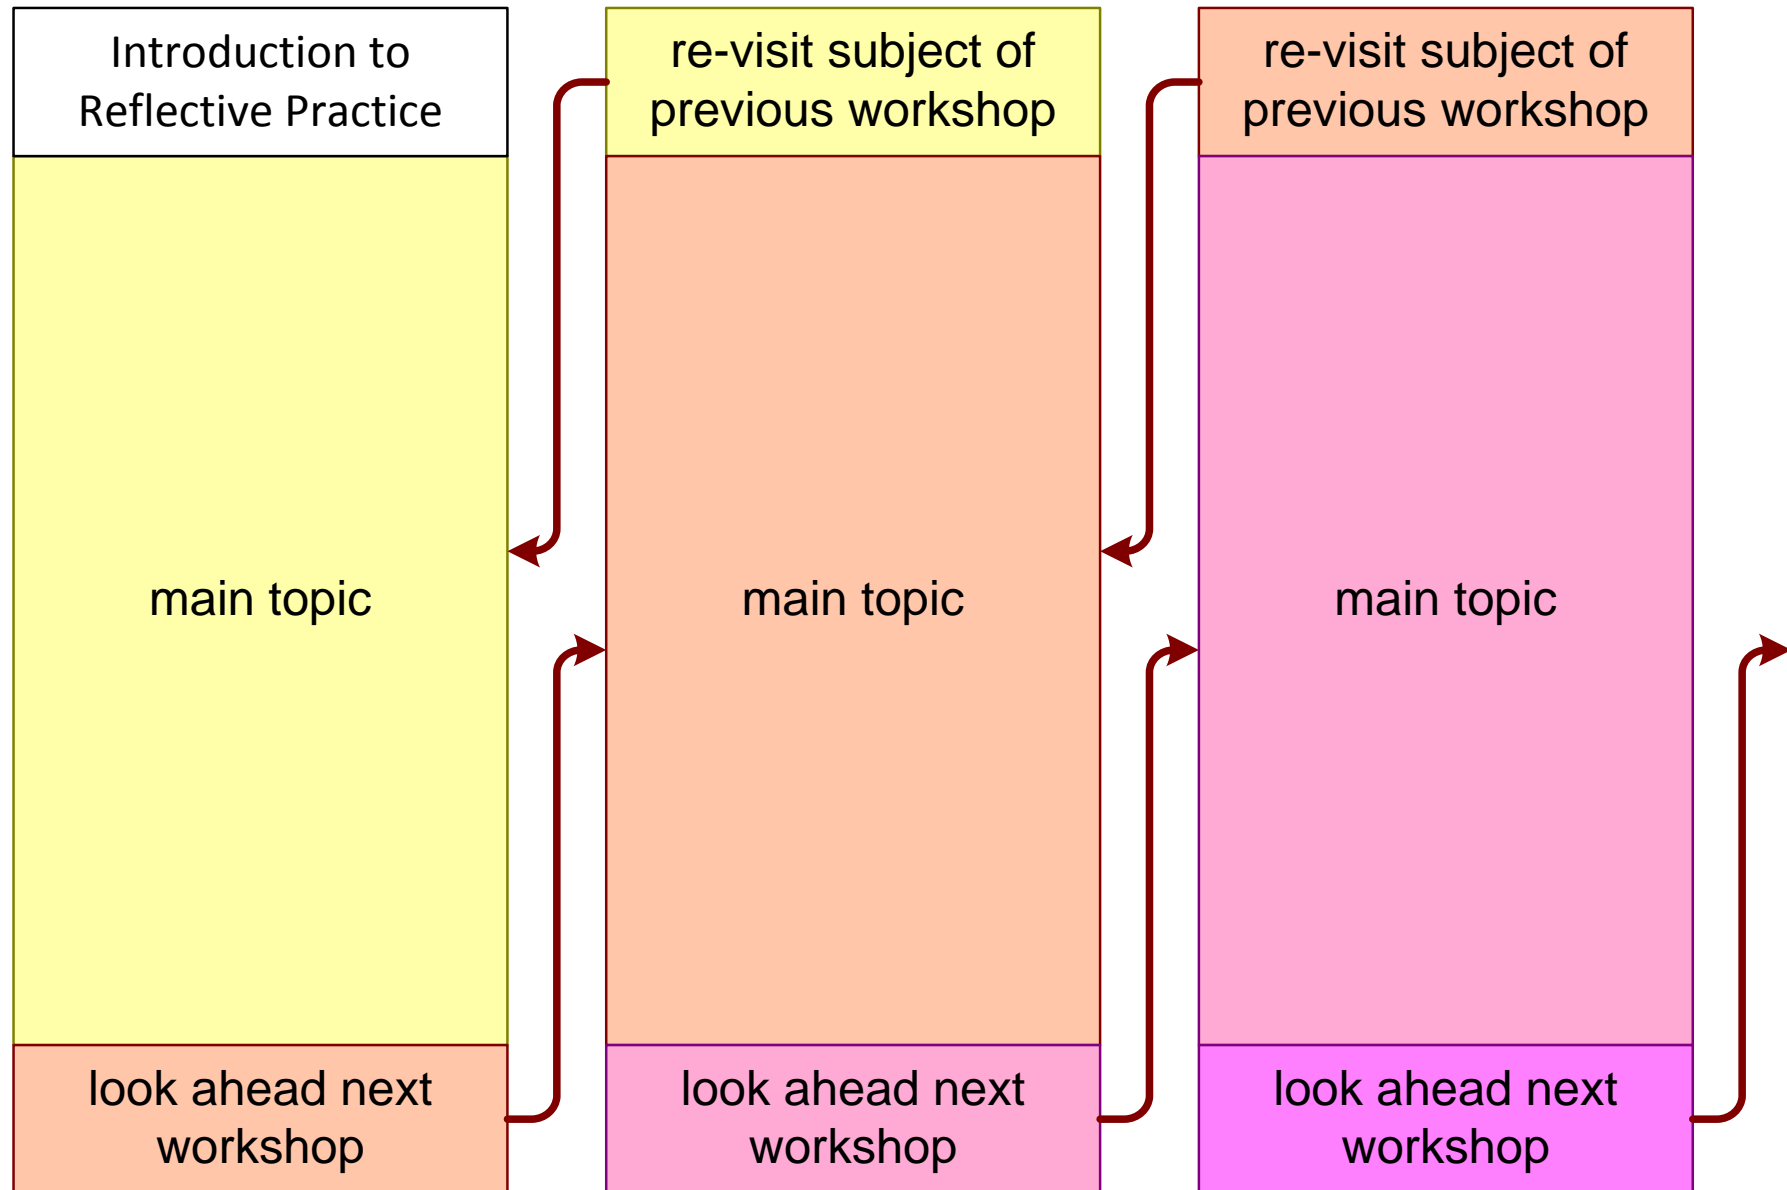 Introduction to
Reflective Practice
main topic
look ahead next
workshop
re-visit subject of
previous workshop
main topic
look ahead next
workshop
re-visit subject of
previous workshop
main topic
look ahead next
workshop